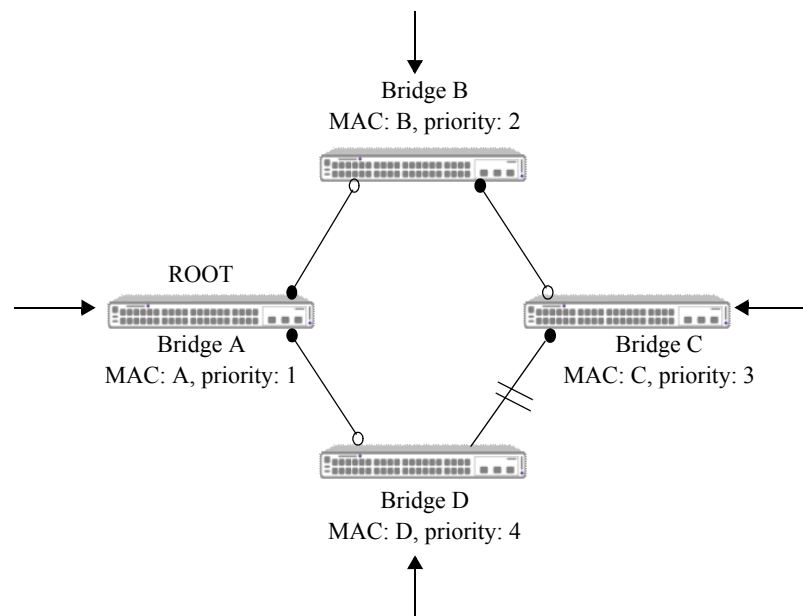 Bridge B
MAC: B, priority: 2
ROOT
Bridge A
MAC: A, priority: 1
Bridge C
MAC: C, priority: 3
Bridge D
MAC: D, priority: 4